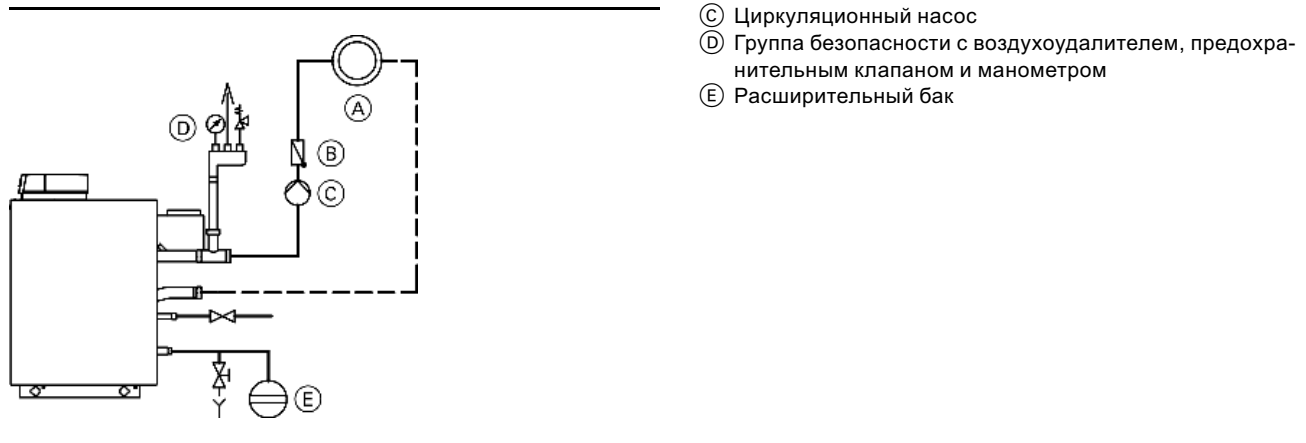 Ⓒ Циркуляционный насос
Ⓓ Группа безопасности с воздухоудалителем, предохра-
нительным клапаном и манометром
Ⓔ Расширительный бак
Ⓐ
Ⓓ
Ⓑ
Ⓒ
Ⓔ